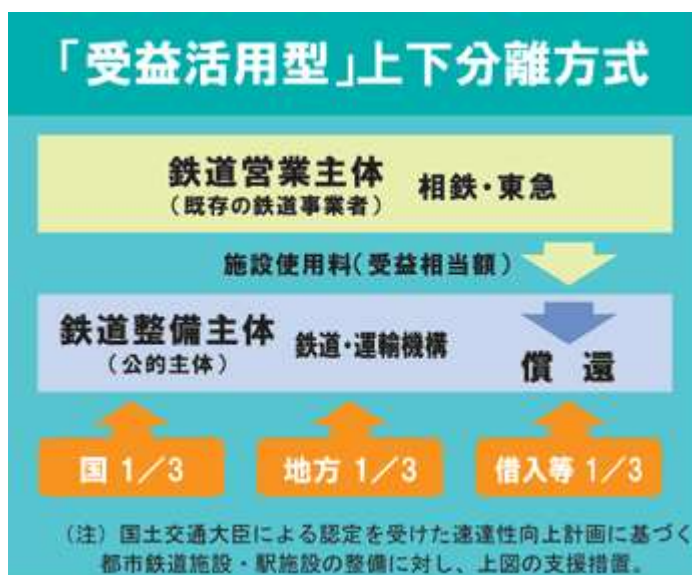 「受益活用型」上下分離方式
鉄道営業主体 相鉄・東急
（既存の鉄道事業者）
施設使用料（受益相当額）
鉄道整備主体 鉄道・運輸機構
（公的主体）
償 還
国 1／3
地方 1／3
借入等 1／3
（注）国土交通大臣による認定を受けた速達性向上計画に基づく
都市鉄道施設・駅施設の整備に対し、上図の支援措置。